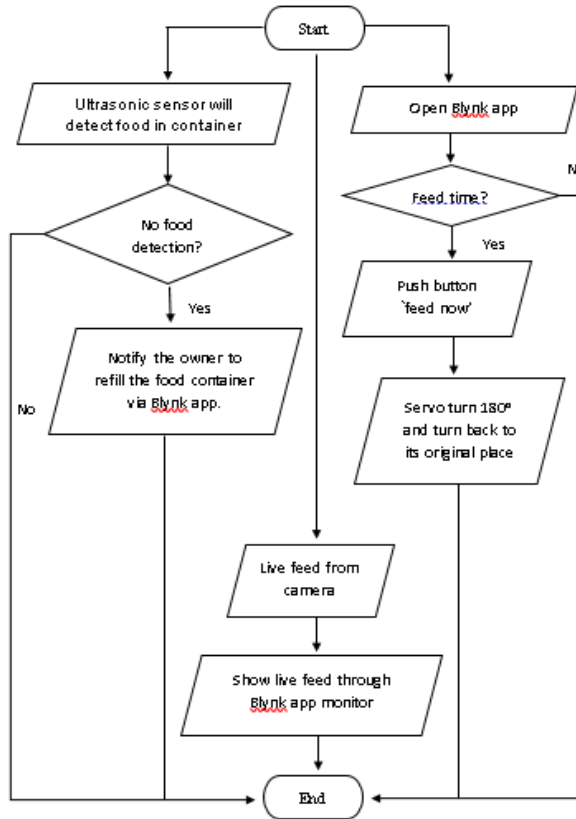 Start
Ultrasonic sensor will
detect food in container
No food
detection?
Yes
No
Notify the owner to
refill the food container
via Blynk app.
Live feed from
camera
Show live feed through
Blynk app monitor
Open Blynk app
Feed time?
N
Yes
Push button
`feed now'
Servo turn 180°
and turn back to
its original place
End